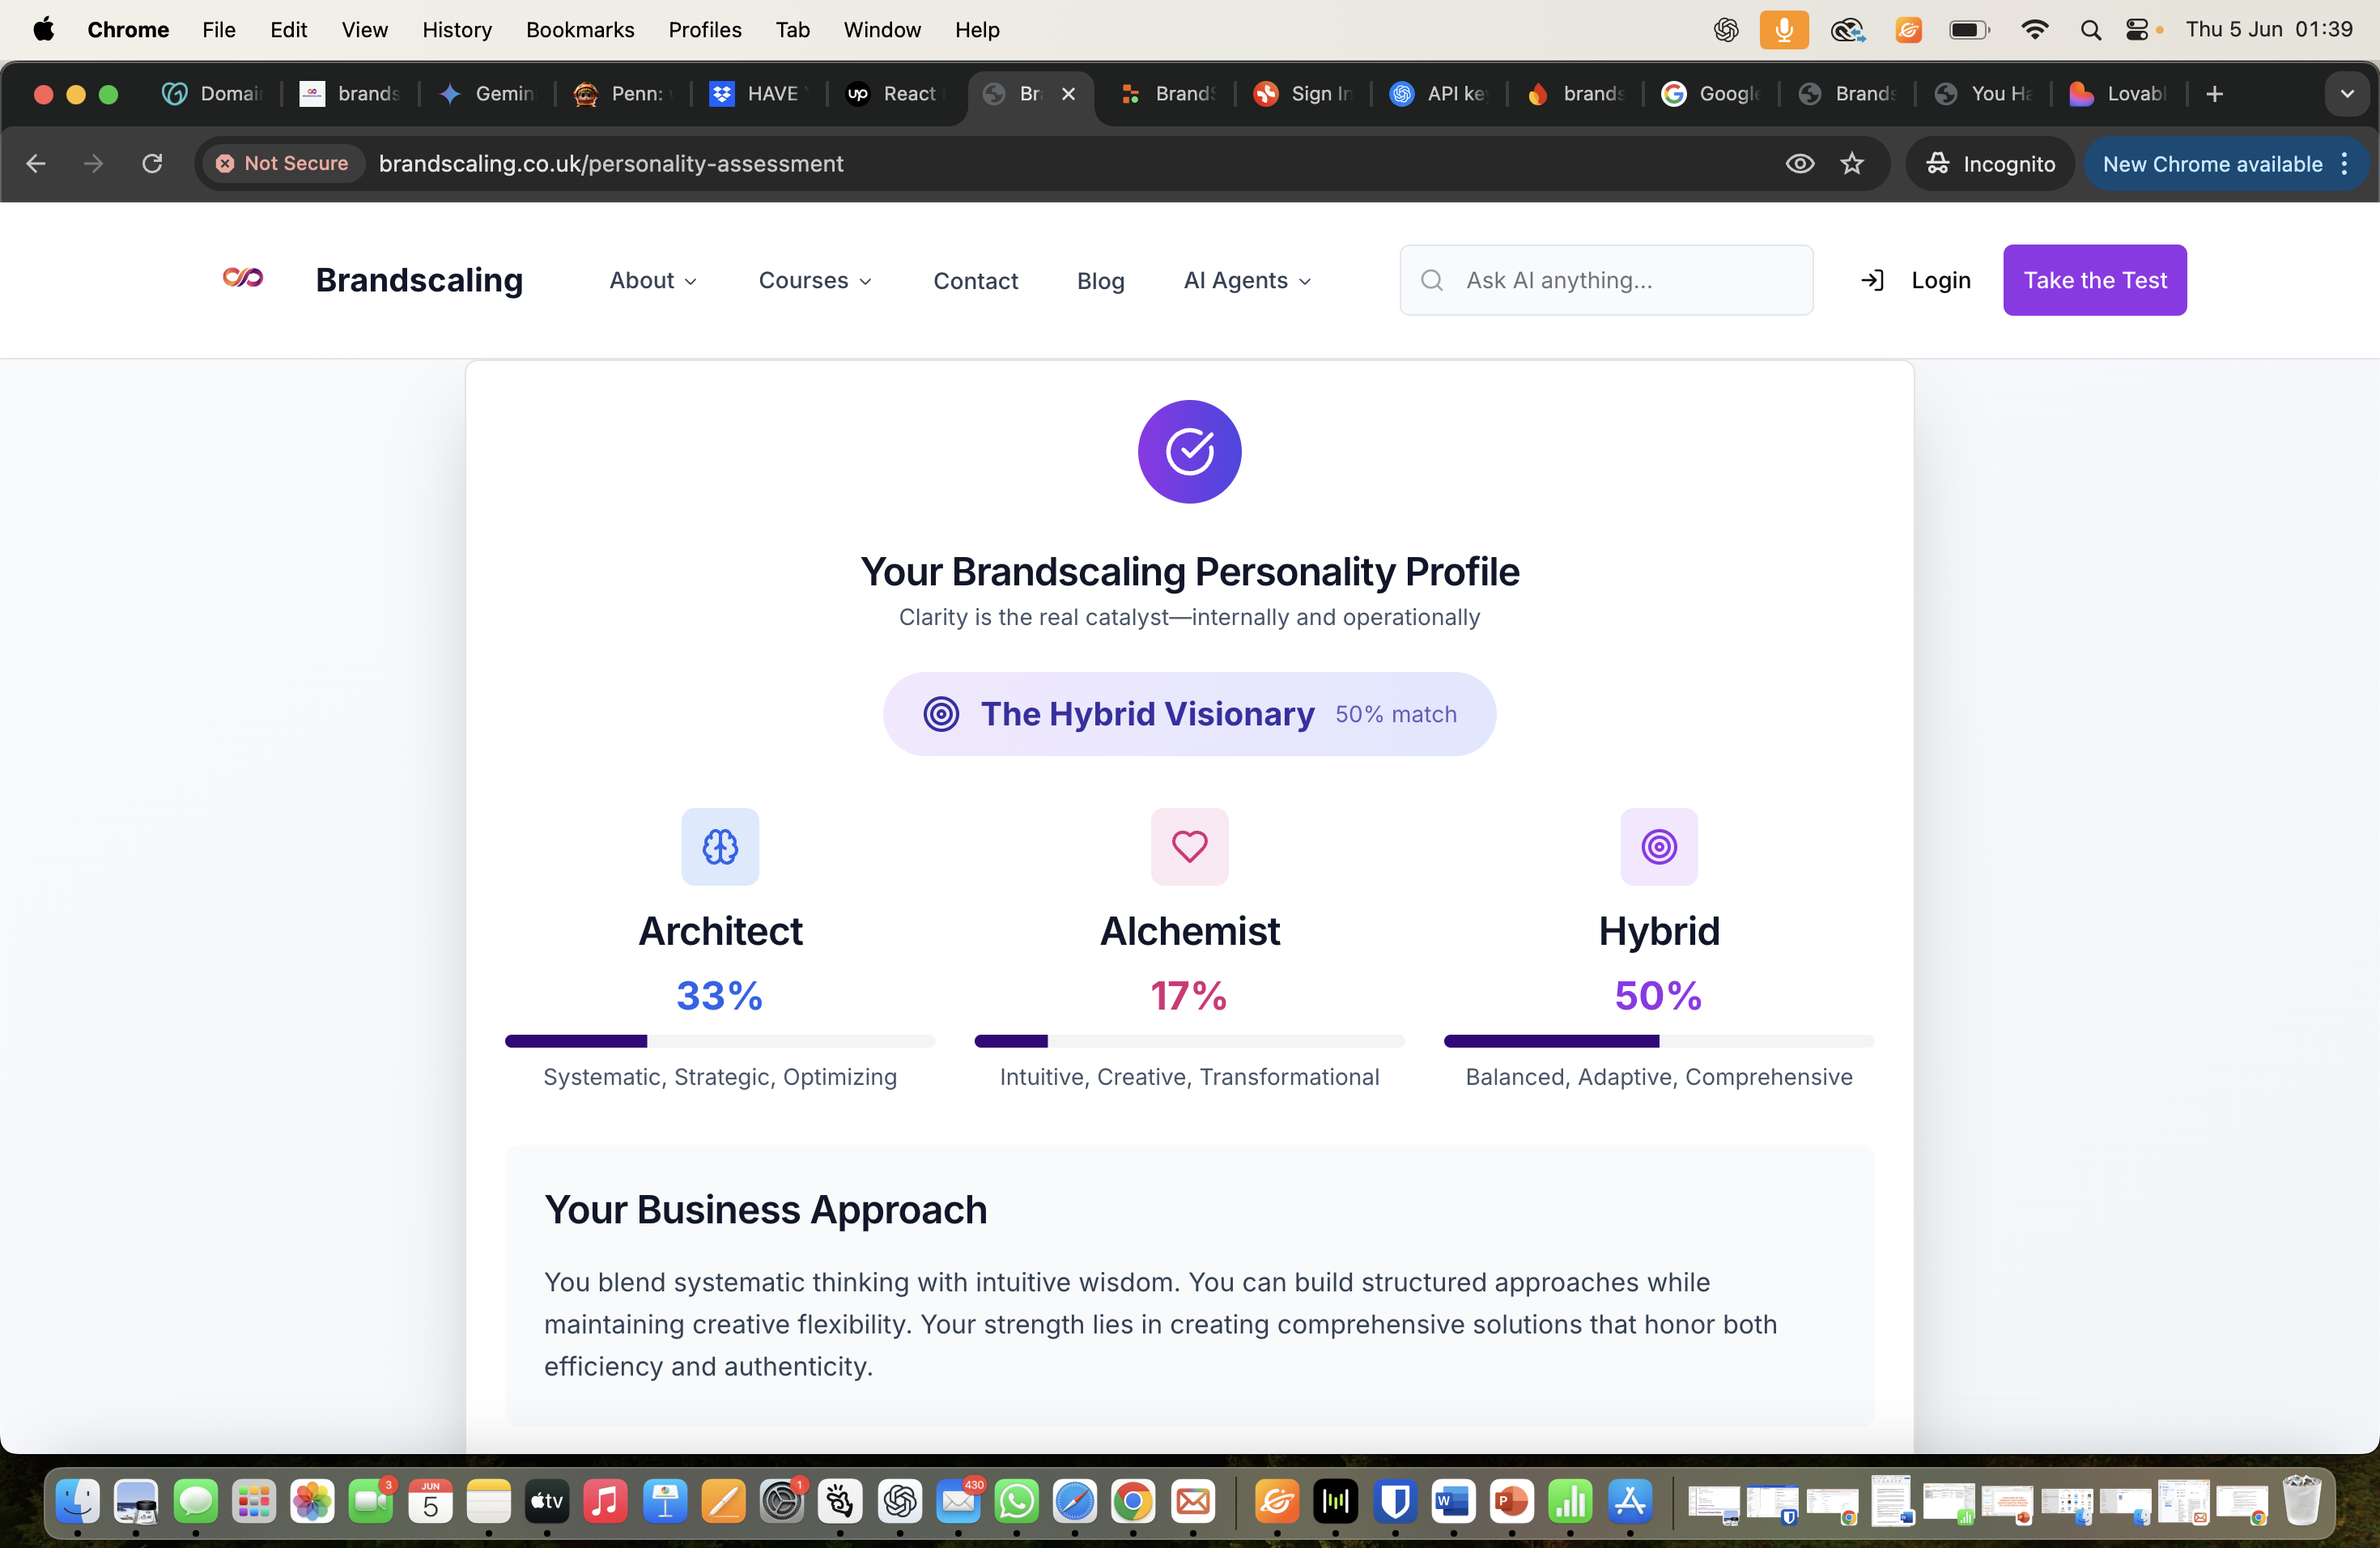 Chrome File Edit View History Bookmarks Profiles Tab Window Help Thu 5 Jun 01:39
Domai brands Gemini Penn: HAVE React Br BrandS Sign In API key brands Google Brands You Ha Lovabl
Not Secure brandscaling.co.uk/personality-assessment Incognito New Chrome available
Brandscaling About Courses Contact Blog AI Agents Ask AI anything... Login Take the Test
Your Brandscaling Personality Profile
Clarity is the real catalyst—internally and operationally
The Hybrid Visionary 50% match
Architect Alchemist Hybrid
33% 17% 50%
Systematic, Strategic, Optimizing Intuitive, Creative, Transformational Balanced, Adaptive, Comprehensive
Your Business Approach
You blend systematic thinking with intuitive wisdom. You can build structured approaches while
maintaining creative flexibility. Your strength lies in creating comprehensive solutions that honor both
efficiency and authenticity.
3 JUN 5 tv 1 430 W P